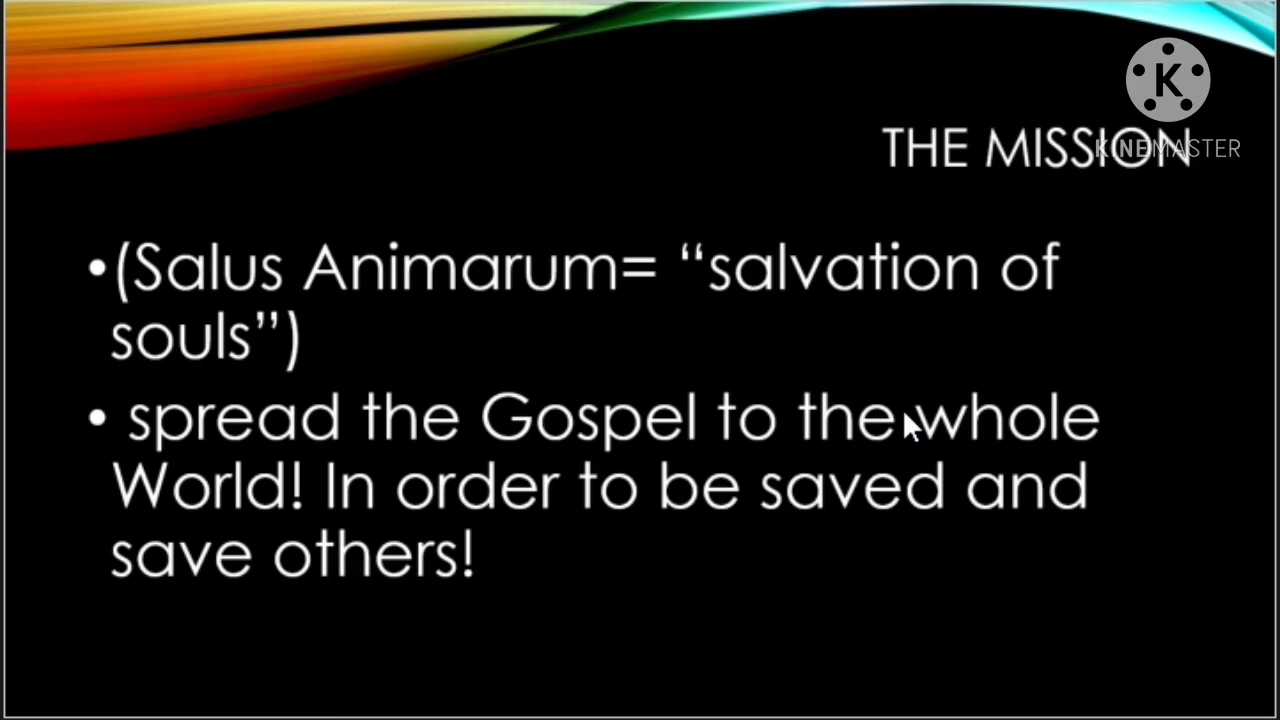 K
KINEMASTER
THE MISSION
•(Salus Animarum= “salvation of
souls”)
• spread the Gospel to the whole
World! In order to be saved and
save others!